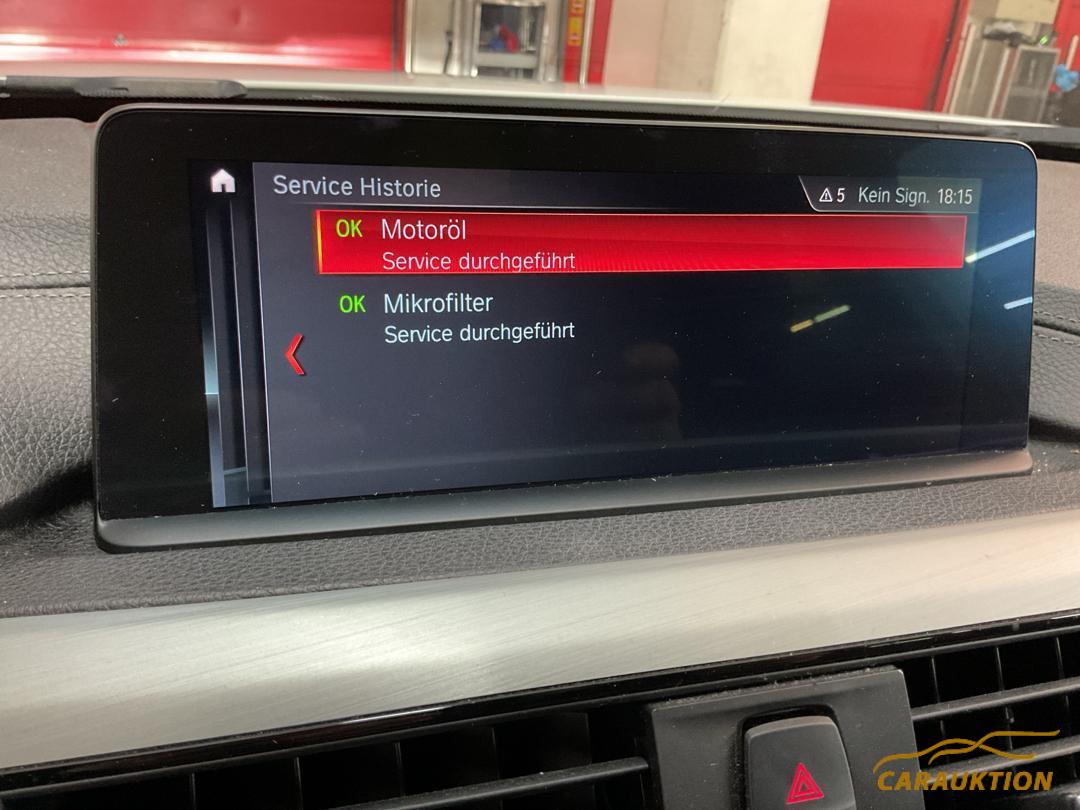 Service Historie
5 Kein Sign. 18:15
OK Motoröl
Service durchgeführt
OK Mikrofilter
Service durchgeführt
CARAUKTION